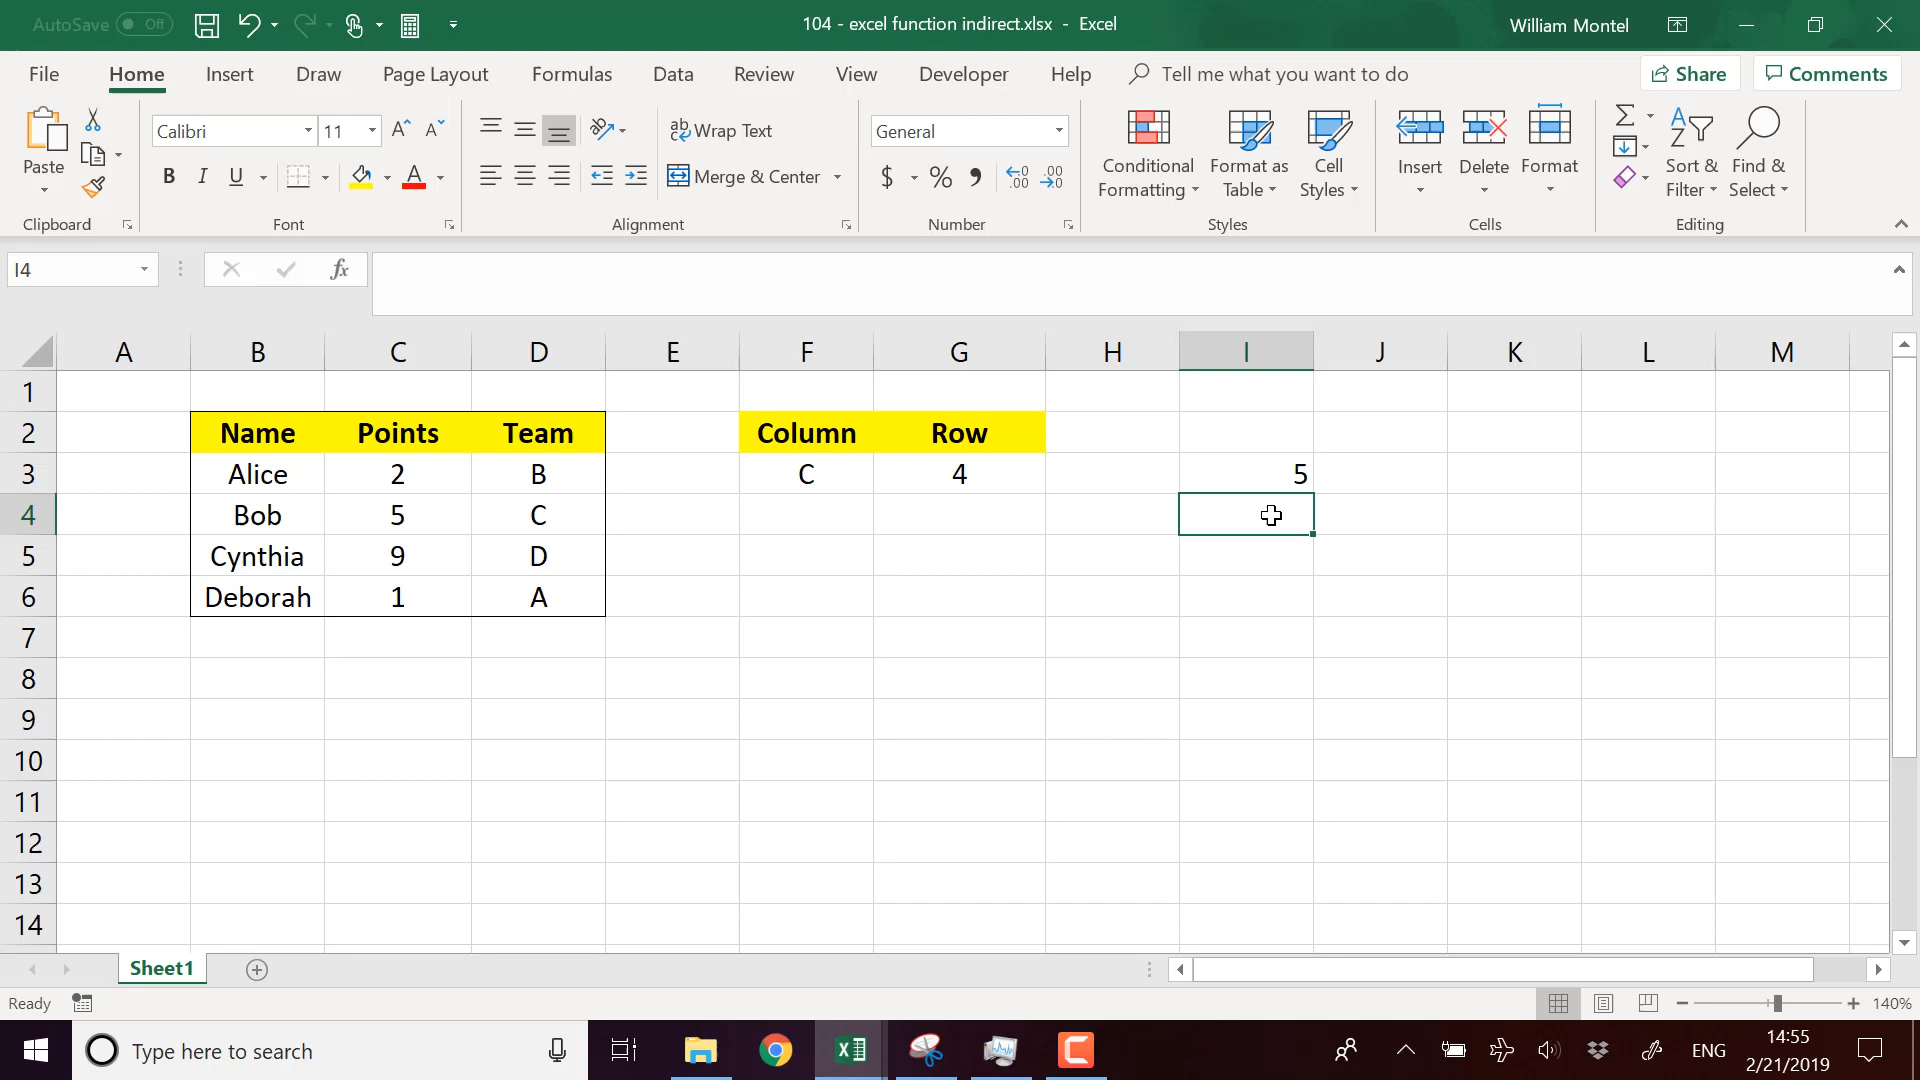 AutoSave Off
104 - excel function indirect.xlsx - Excel
William Montel
File Home Insert Draw Page Layout Formulas Data Review View Developer Help Tell me what you want to do Share Comments
Paste
Clipboard
Calibri 11
B I U A
Font
Wrap Text
Merge & Center
Alignment
General
$ % 9 .00 .00
Number
Conditional Formatting
Format as Table
Cell Styles
Styles
Insert Delete Format
Cells
Sort & Filter
Find & Select
Editing
I4 fx
A B C D E F G H I J K L M
1
2 Name Points Team Column Row
3 Alice 2 B C 4 5
4 Bob 5 C
5 Cynthia 9 D
6 Deborah 1 A
7
8
9
10
11
12
13
14
Sheet1
Ready 140%
Type here to search
ENG
14:55
2/21/2019